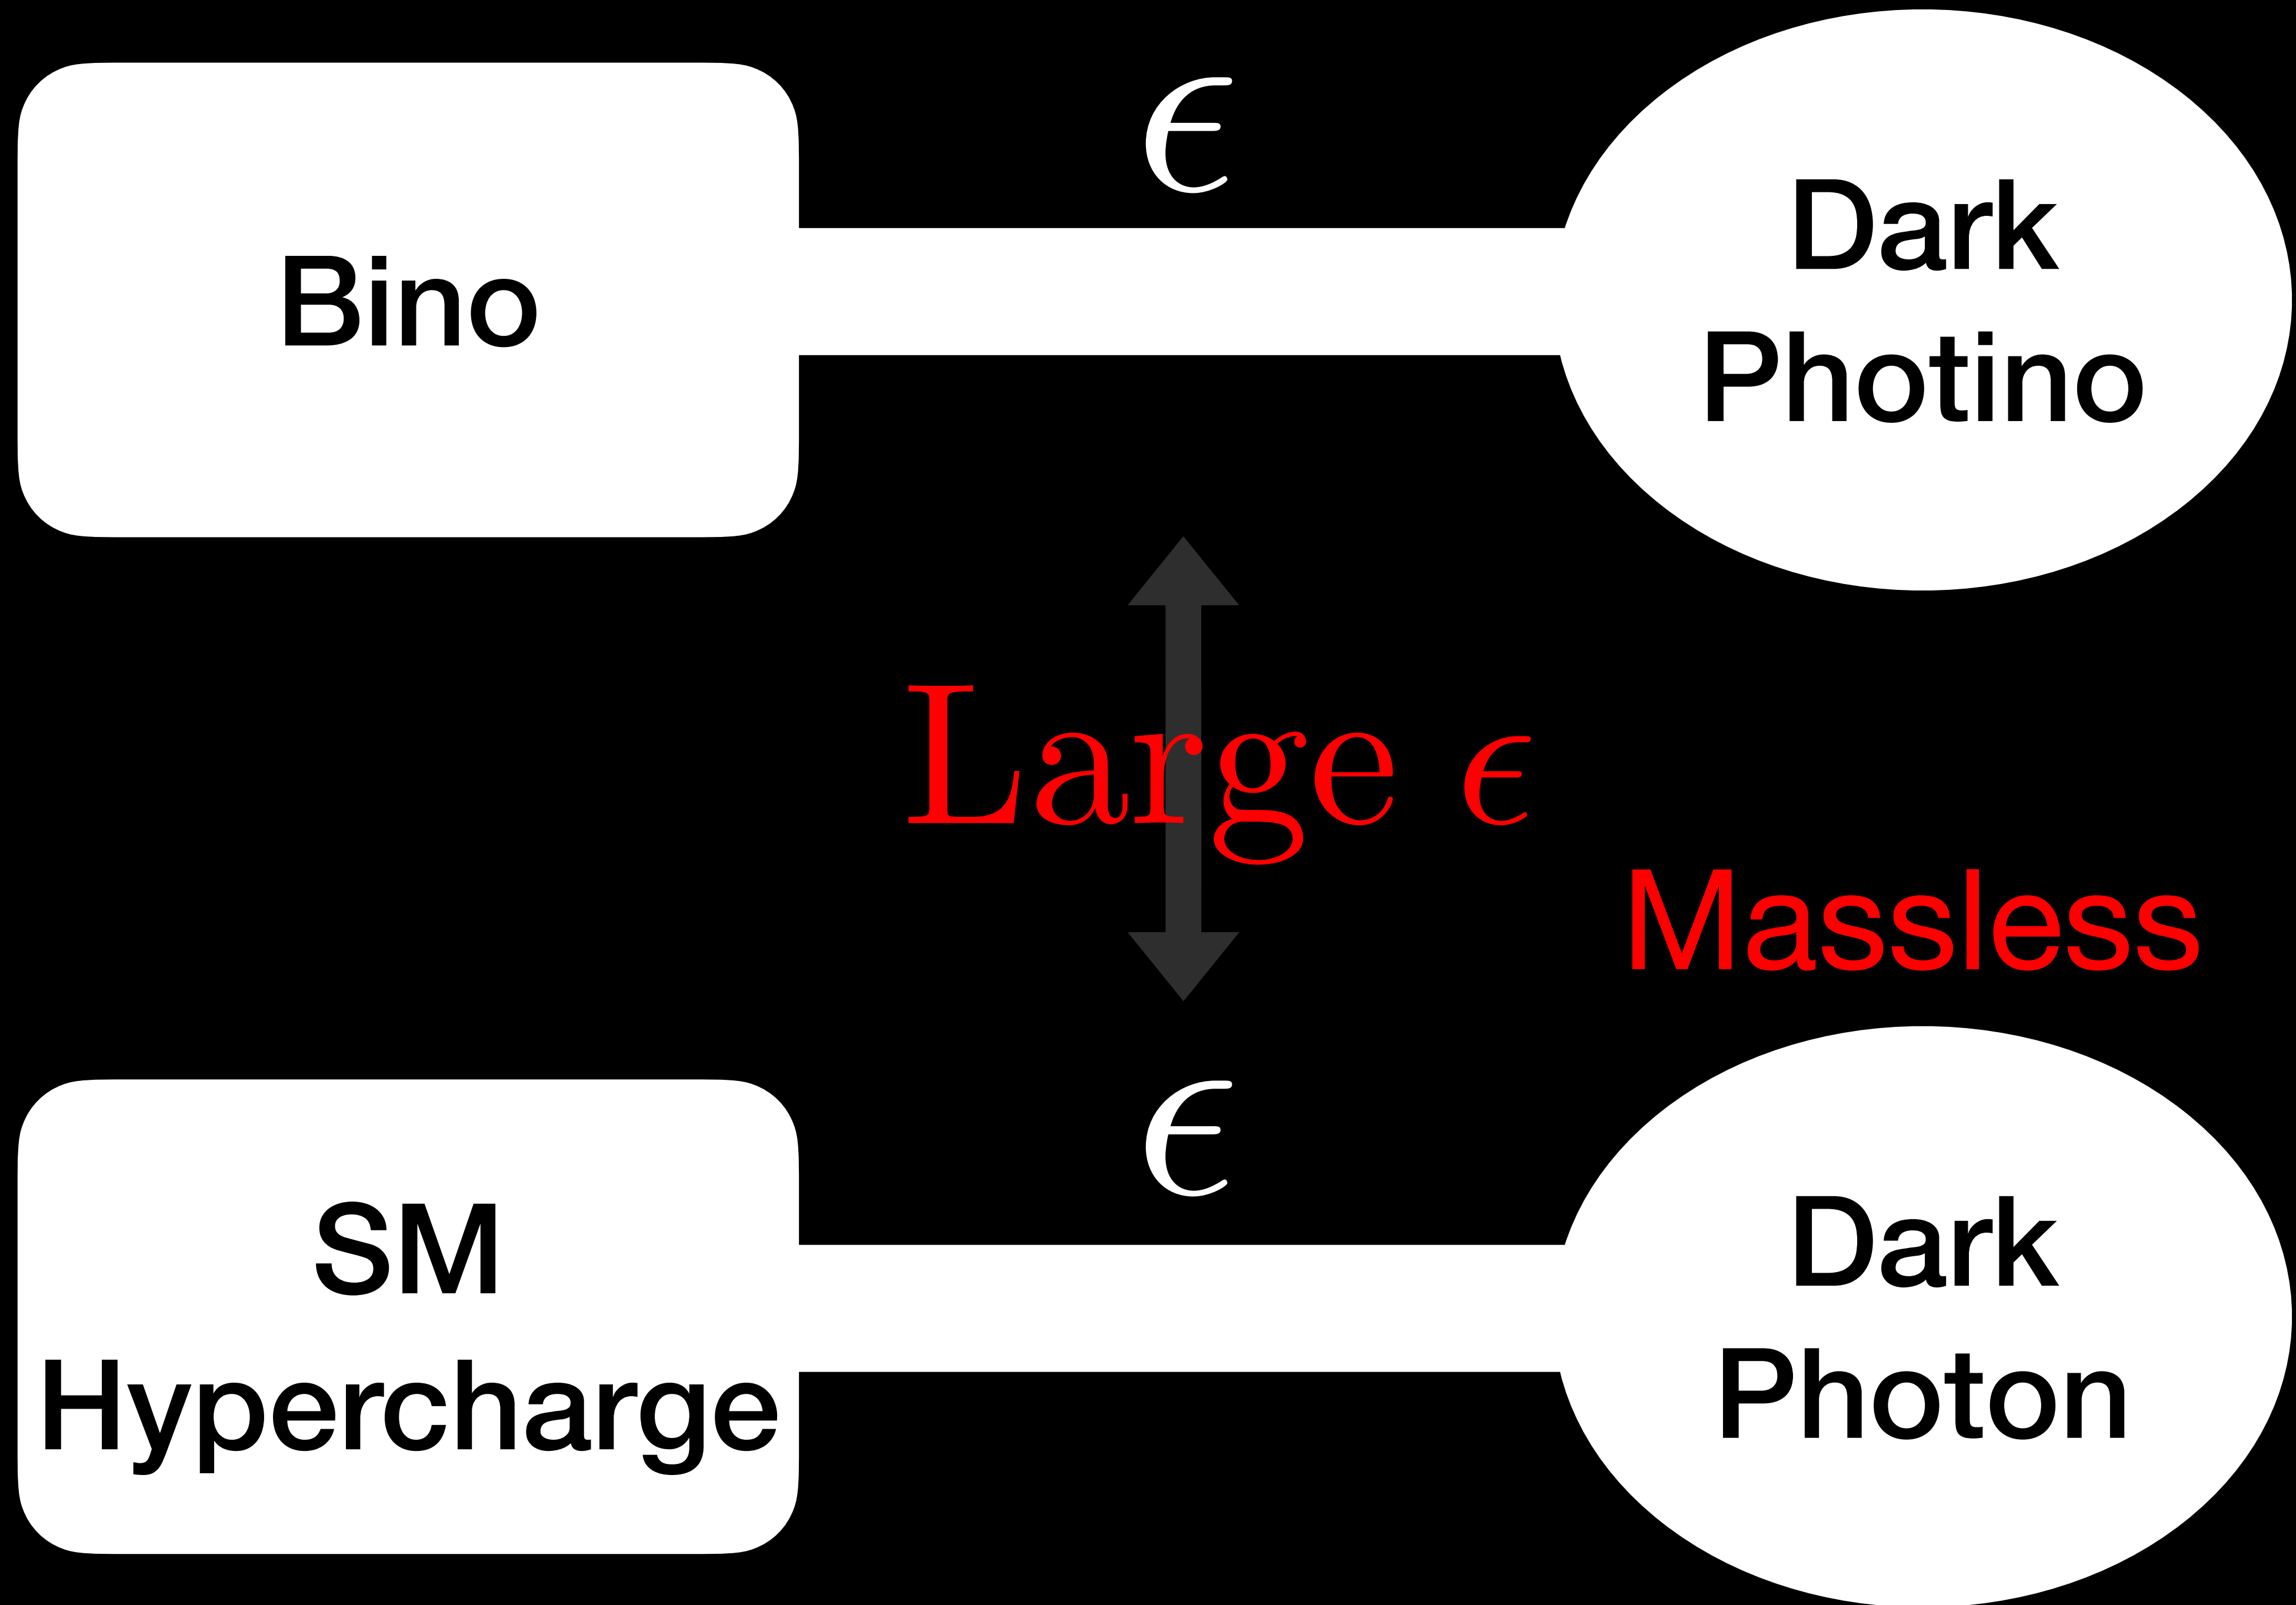 ϵ
Bino
Dark
Photino
Large ϵ
Massless
ϵ
SM
Hypercharge
Dark
Photon